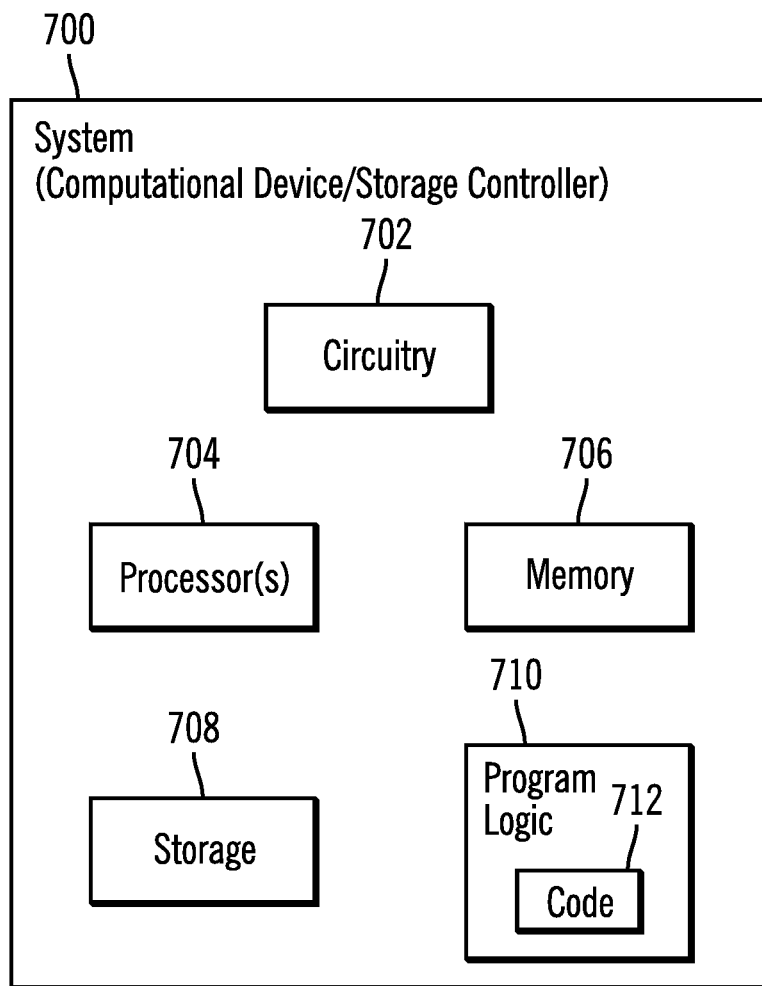 700
System
(Computational Device/Storage Controller)
702
Circuitry
704
706
Processor(s)
Memory
710
708
Program
Logic
712
Storage
Code